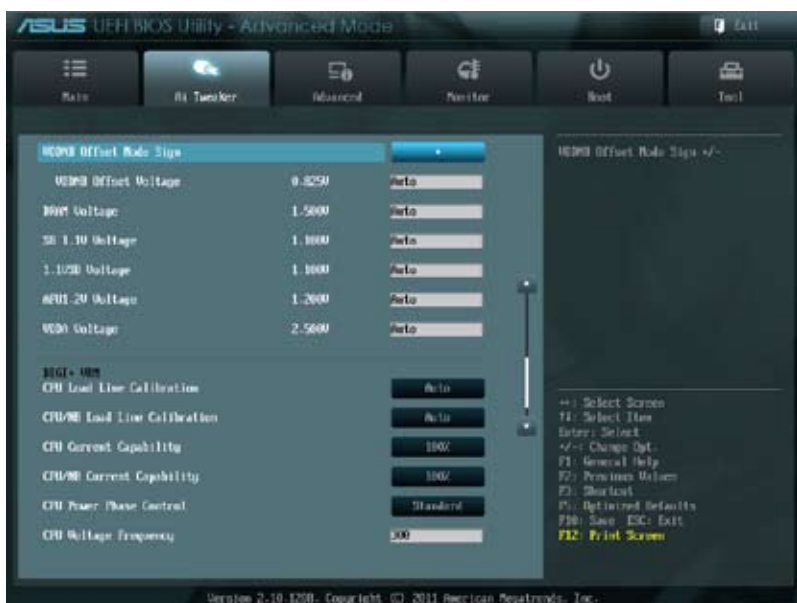 ASUS UEFI BIOS Utility - Advanced Mode
Exit
Main
Ai Tweaker
Advanced
Monitor
Boot
Tool
VDDNB Offset Mode Sign +
VDDNB Offset Voltage 0.825V Auto
DRAM Voltage 1.500V Auto
SB 1.1V Voltage 1.100V Auto
1.1VSB Voltage 1.100V Auto
APU1.2V Voltage 1.200V Auto
VDDA Voltage 2.500V Auto
DIGI+ VRM
CPU Load Line Calibration Auto
CPU/NB Load Line Calibration Auto
CPU Current Capability 100%
CPU/NB Current Capability 100%
CPU Power Phase Control Standard
CPU Voltage Frequency 300
VDDNB Offset Mode Sign +/-
→←: Select Screen
↑↓: Select Item
Enter: Select
+/-: Change Opt.
F1: General Help
F2: Previous Values
F3: Shortcut
F5: Optimized Defaults
F10: Save ESC: Exit
F12: Print Screen
Version 2.10.1208. Copyright (C) 2011 American Megatrends, Inc.